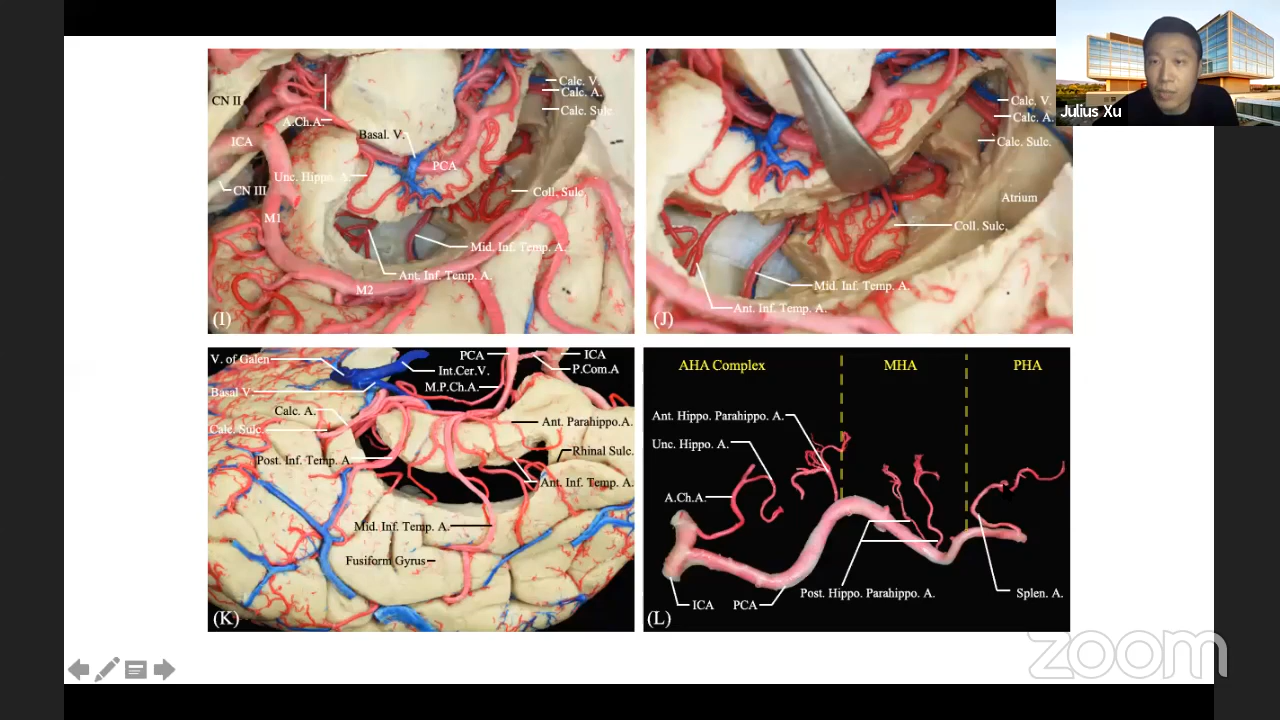 Julius Xu
CN II
A.Ch.A.
ICA
Basal. V.
Calc. V.
Calc. A.
Calc. Sulc.
PCA
Unc. Hippo. A.
CN III
Coll. Sulc.
M1
Mid. Inf. Temp. A.
Ant. Inf. Temp. A.
M2
(I)
Calc. V.
Calc. A.
Calc. Sulc.
Atrium
Coll. Sulc.
Mid. Inf. Temp. A.
Ant. Inf. Temp. A.
(J)
V. of Galen
PCA
ICA
Int.Cer.V.
P.Com.A
Basal V.
M.P.Ch.A.
Calc. A.
Calc. Sulc.
Ant. Parahippo.A.
Rhinal Sulc.
Post. Inf. Temp. A.
Ant. Inf. Temp. A.
Mid. Inf. Temp. A.
Fusiform Gyrus
(K)
AHA Complex
MHA
PHA
Ant. Hippo. Parahippo. A.
Unc. Hippo. A.
A.Ch.A.
Post. Hippo. Parahippo. A.
Splen. A.
ICA
PCA
(L)
zoom